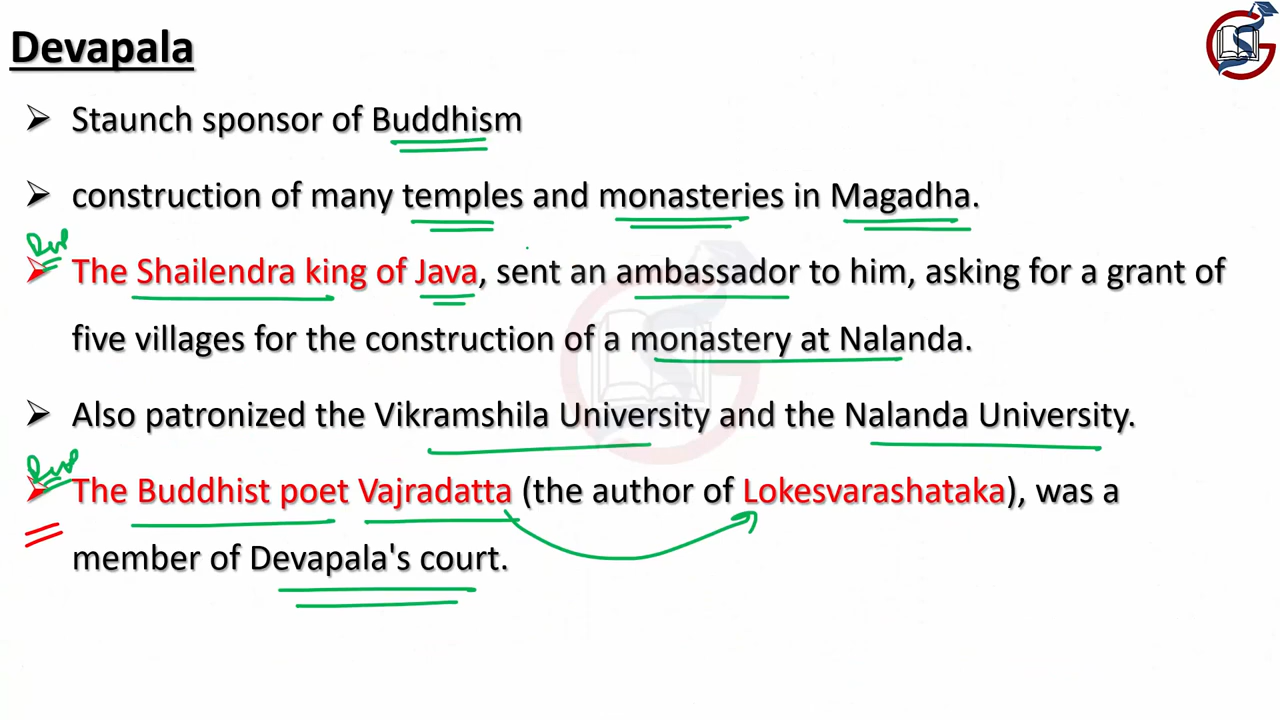 Devapala
➢ Staunch sponsor of Buddhism
➢ construction of many temples and monasteries in Magadha.
➢ The Shailendra king of Java, sent an ambassador to him, asking for a grant of
five villages for the construction of a monastery at Nalanda.
➢ Also patronized the Vikramshila University and the Nalanda University.
➢ The Buddhist poet Vajradatta (the author of Lokesvarashataka), was a
member of Devapala's court.